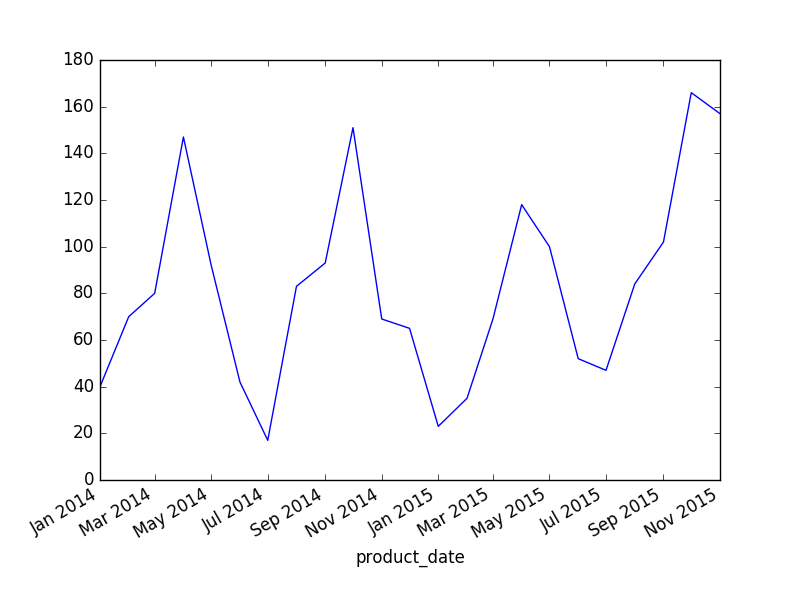 180
160
140
120
100
80
60
40
20
0
Jan 2014
Mar 2014
May 2014
Jul 2014
Sep 2014
Nov 2014
Jan 2015
Mar 2015
May 2015
Jul 2015
Sep 2015
Nov 2015
product_date